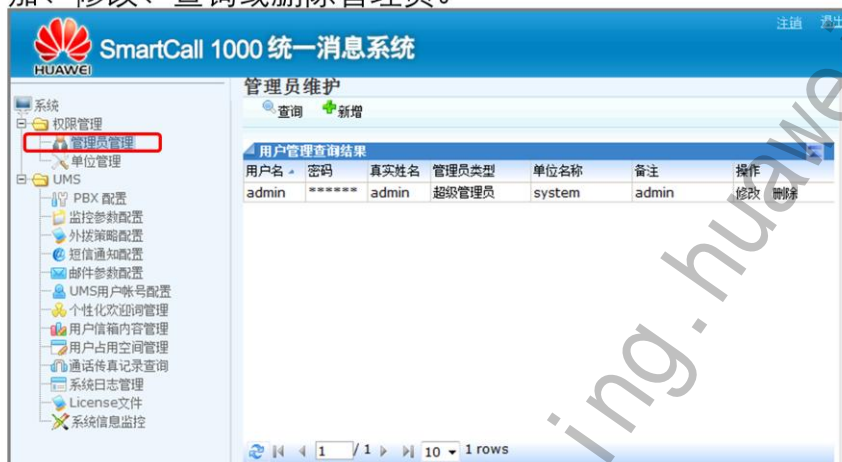 加、修改、查询或删除管理员。
注销 退出
HUAWEI
SmartCall 1000 统一消息系统
系统
权限管理
管理员管理
单位管理
UMS
PBX 配置
监控参数配置
外拨策略配置
短信通知配置
邮件参数配置
UMS用户帐号配置
个性化欢迎词管理
用户信箱内容管理
用户占用空间管理
通话传真记录查询
系统日志管理
License文件
系统信息监控
管理员维护
查询 新增
用户管理查询结果
用户名 密码 真实姓名 管理员类型 单位名称 备注 操作
admin ****** admin 超级管理员 system admin 修改 删除
1 / 1 10 1 rows
ing.huawe